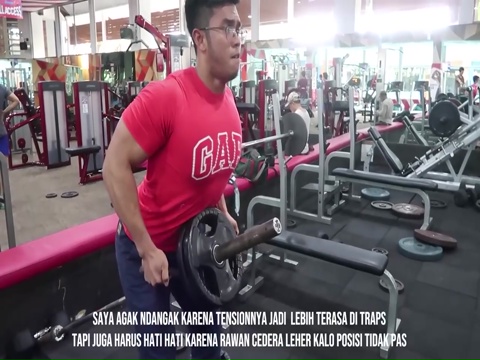 ACCESS
GAP
SAYA AGAK NDANGAK KARENA TENSIONNYA JADI LEBIH TERASA DI TRAPS
TAPI JUGA HARUS HATI HATI KARENA RAWAN CEDERA LEHER KALO POSISI TIDAK PAS